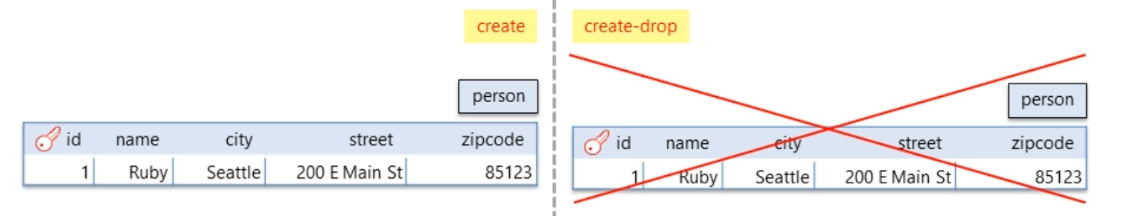 create
person
id name city street zipcode
1 Ruby Seattle 200 E Main St 85123
create-drop
person
id name city street zipcode
1 Ruby Seattle 200 E Main St 85123